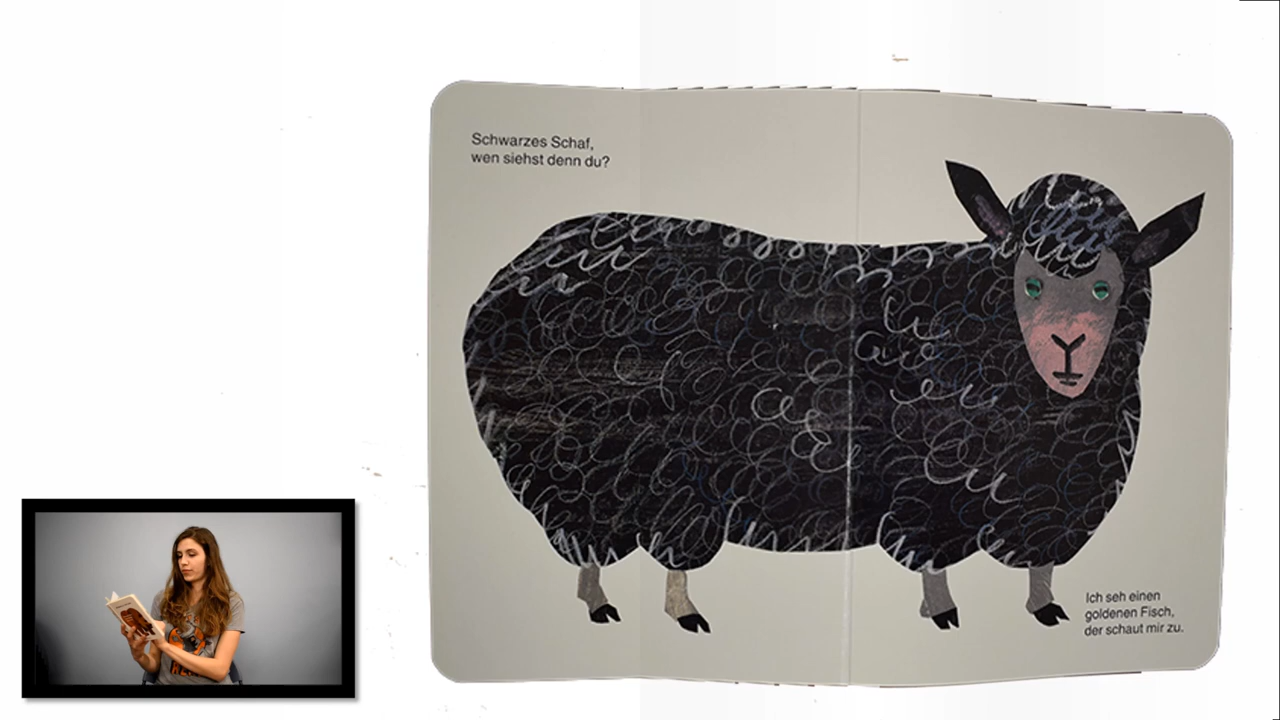 Schwarzes Schaf,
wen siehst denn du?
Ich seh einen
goldenen Fisch,
der schaut mir zu.